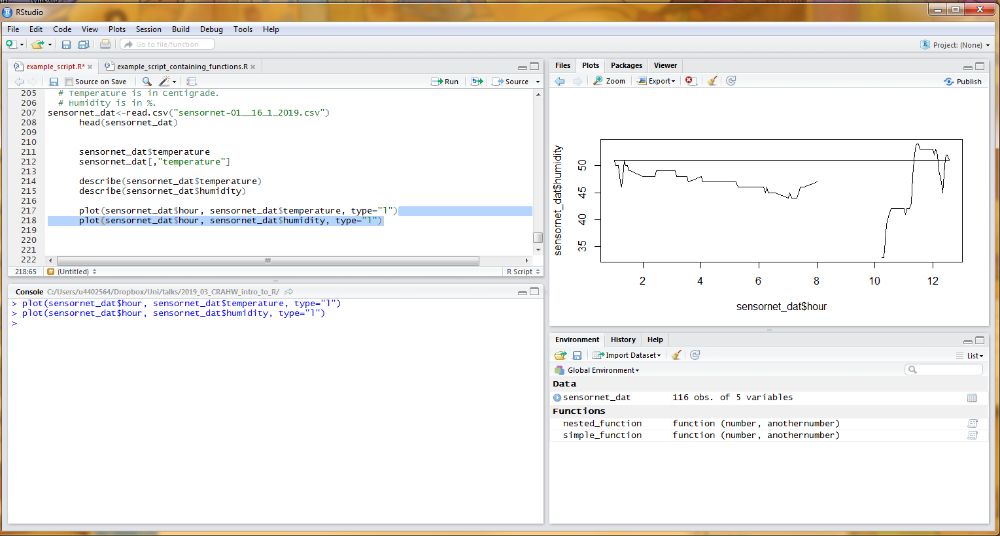 RStudio
File Edit Code View Plots Session Build Debug Tools Help
Go to file/function
Project: (None)
example_script.R*
example_script_containing_functions.R
Source on Save
Run
Source
205 # Temperature is in Centigrade.
206 # Humidity is in %.
207 sensornet_dat<-read.csv("sensornet-01__16_1_2019.csv")
208 head(sensornet_dat)
209
210
211 sensornet_dat$temperature
212 sensornet_dat[,"temperature"]
213
214 describe(sensornet_dat$temperature)
215 describe(sensornet_dat$humidity)
216
217 plot(sensornet_dat$hour, sensornet_dat$temperature, type="l")
218 plot(sensornet_dat$hour, sensornet_dat$humidity, type="l")
219
220
221
222
218:65 # (Untitled) R Script
Console C:/Users/u4402564/Dropbox/Uni/talks/2019_03_CRAHW_intro_to_R/
> plot(sensornet_dat$hour, sensornet_dat$temperature, type="l")
> plot(sensornet_dat$hour, sensornet_dat$humidity, type="l")
>
Files Plots Packages Viewer
Zoom Export Publish
sensornet_dat$humidity
50
45
40
35
2 4 6 8 10 12
sensornet_dat$hour
Environment History Help
Import Dataset List
Global Environment
Data
sensornet_dat 116 obs. of 5 variables
Functions
nested_function function (number, anothernumber)
simple_function function (number, anothernumber)